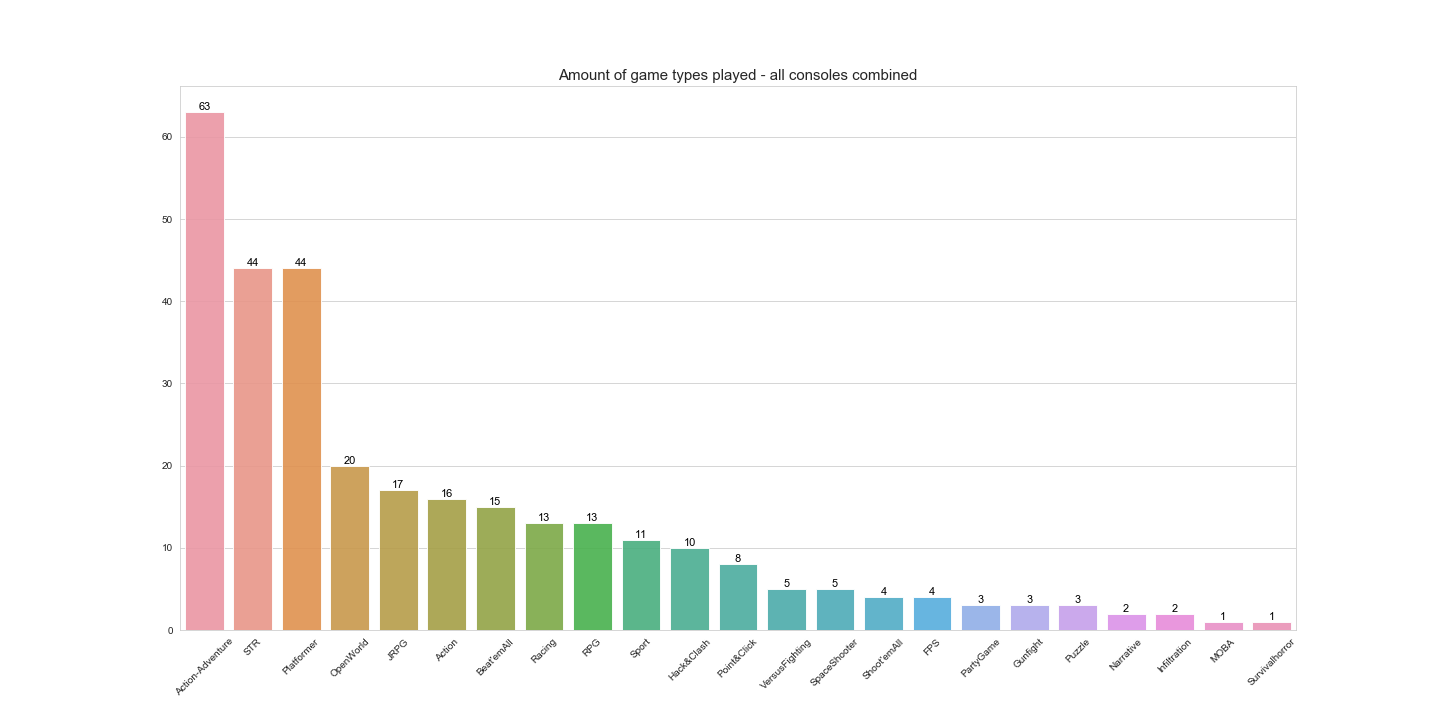 Amount of game types played - all consoles combined
63
60
50
44
44
40
30
20
20
17
16
15
13
13
11
10
10
8
5
5
4
4
3
3
3
2
2
1
1
0
Action-Adventure
STR
Platformer
OpenWorld
JRPG
Action
Beat'emAll
Racing
RPG
Sport
Hack&Clash
Point&Click
VersusFighting
SpaceShooter
Shoot'emAll
FPS
PartyGame
Gunfight
Puzzle
Narrative
Infiltration
MOBA
Survivalhorror